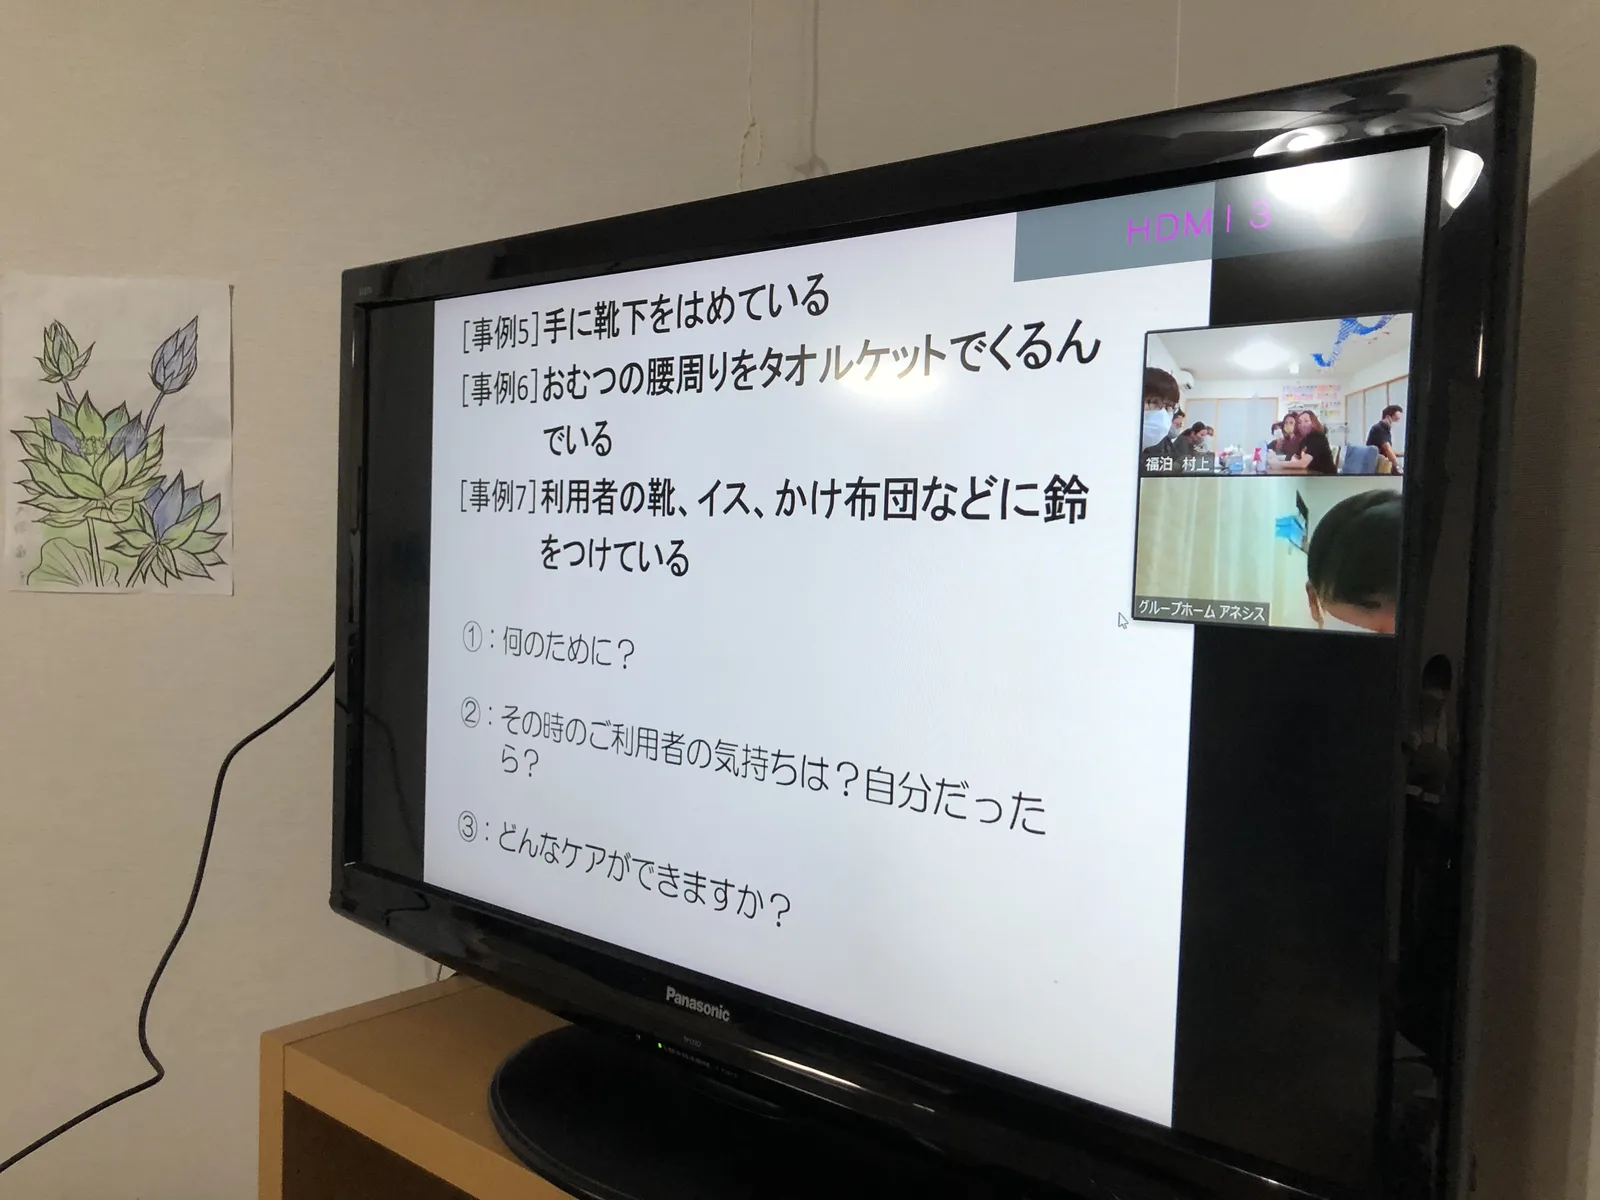 HDMI 3
[事例5]手に靴下をはめている
[事例6]おむつの腰周りをタオルケットでくるん
でいる
[事例7]利用者の靴、イス、かけ布団などに鈴
をつけている
①：何のために？
②：その時のご利用者の気持ちは？自分だった
ら？
③：どんなケアができますか？
福泊 村上
グループホーム アネシス
Panasonic